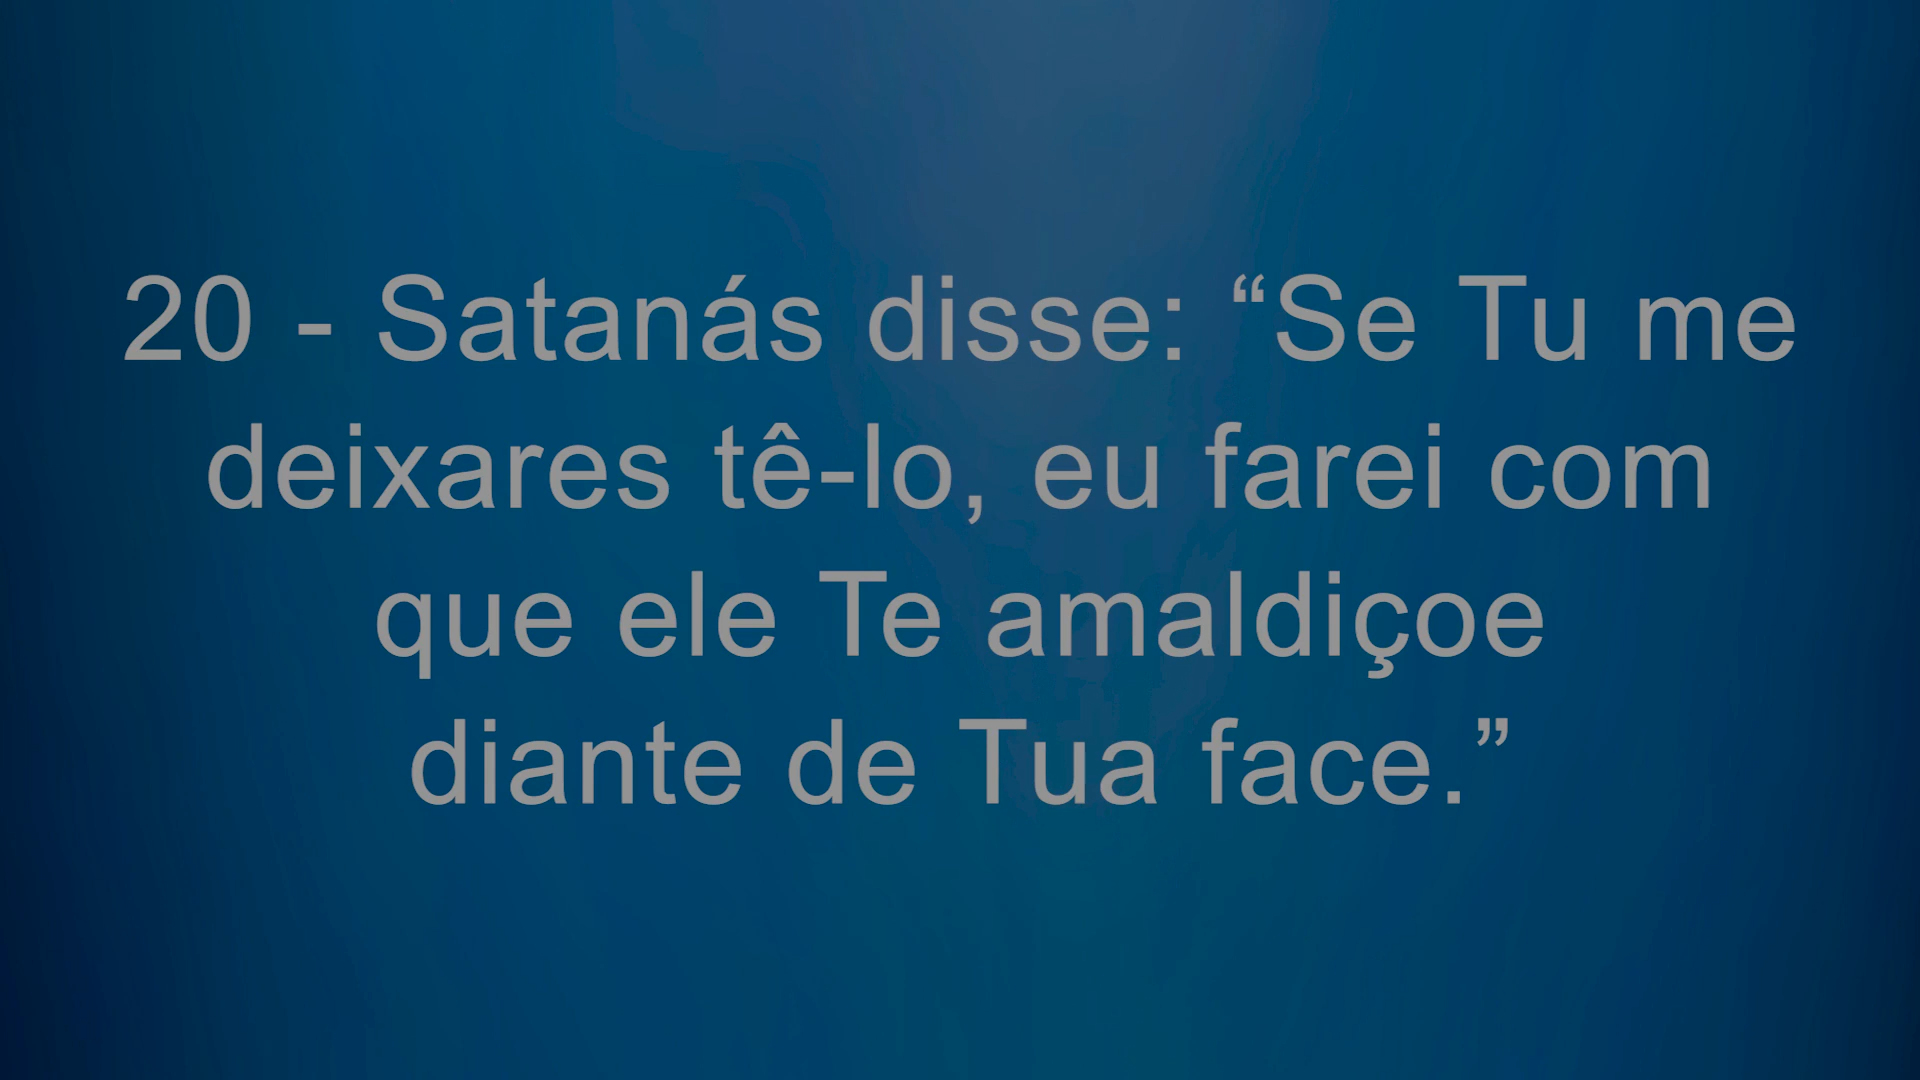 20 - Satanás disse: “Se Tu me
deixares tê-lo, eu farei com
que ele Te amaldiçoe
diante de Tua face.”